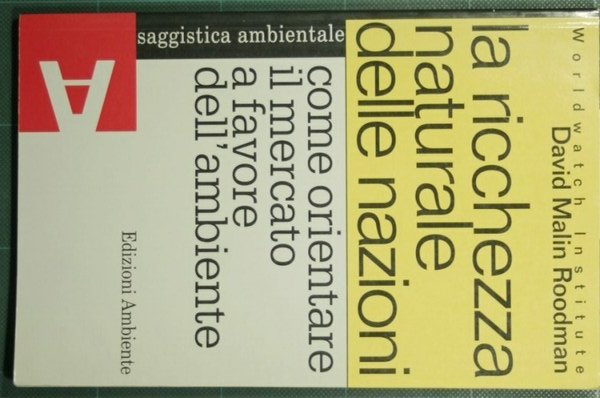 Worldwatch Institute
David Malin Roodman
la ricchezza
naturale
delle nazioni
saggistica ambientale
come orientare
il mercato
a favore
dell'ambiente
Edizioni Ambiente
A